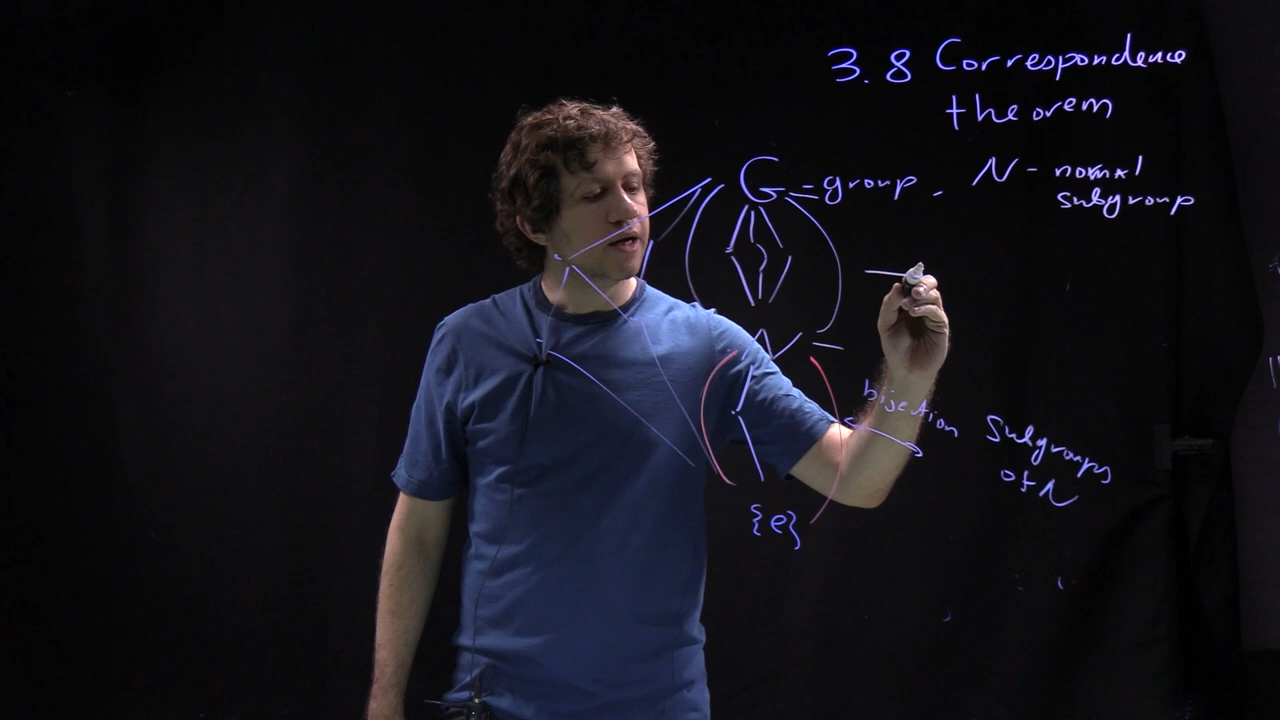 3.8 Correspondence
theorem
G - group. N - normal
subgroup
N
bijection
Subgroups
of N
{e}